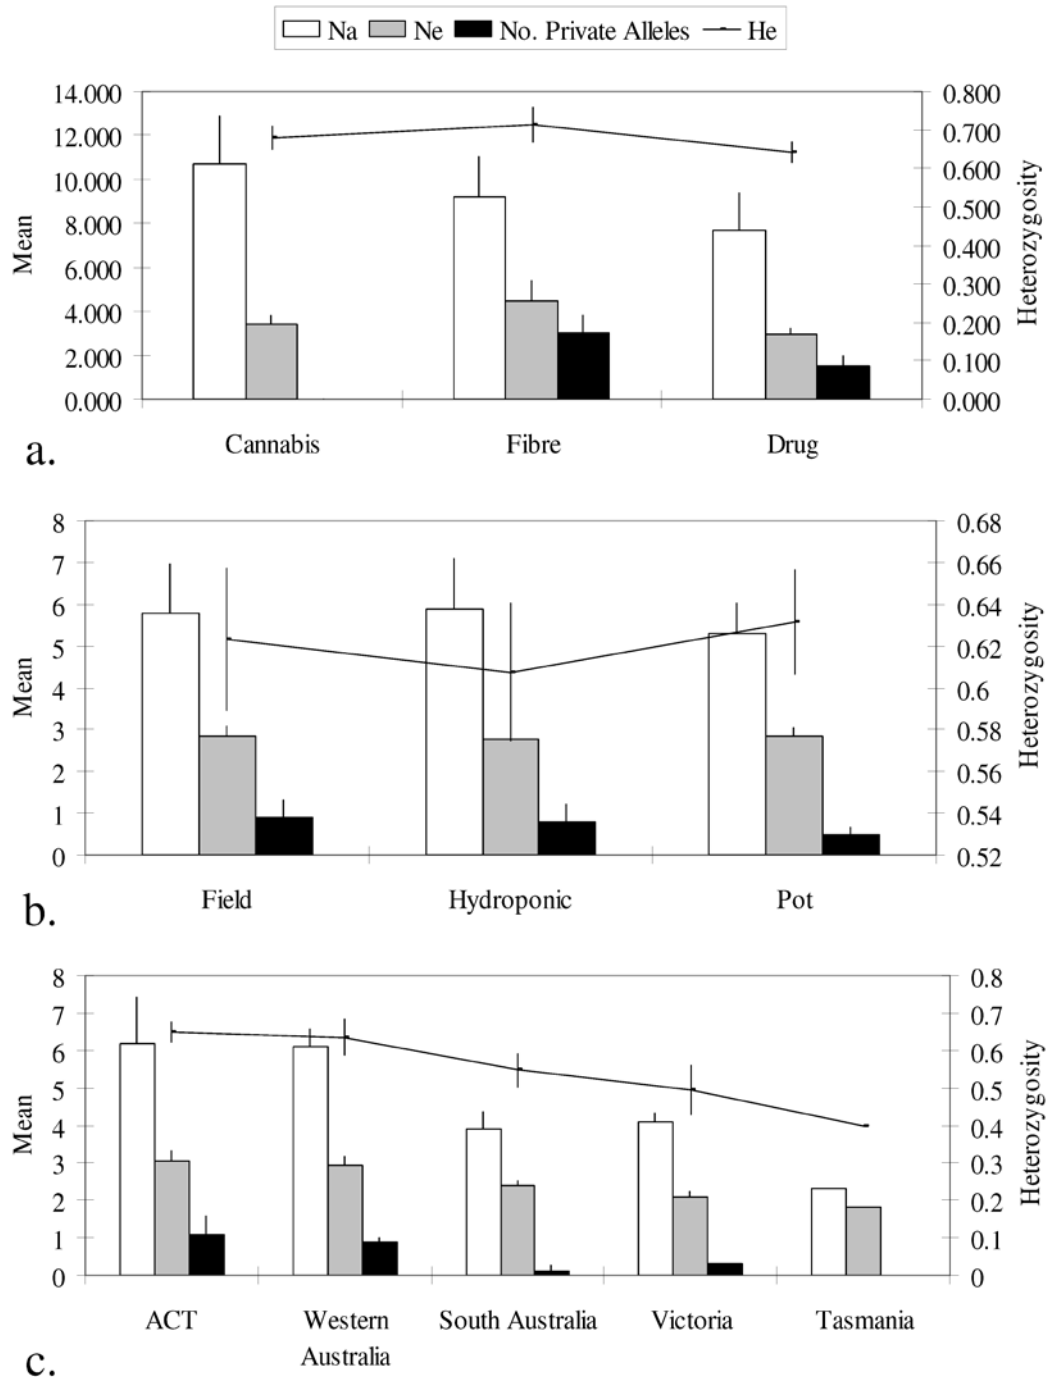 Na Ne No. Private Alleles He
14.000 0.800
12.000 0.700
10.000 0.600
8.000 0.500
6.000 0.400
4.000 0.300
2.000 0.200
0.000 0.100
0.000
Mean
Heterozygosity
Cannabis Fibre Drug
a.
8 0.68
7 0.66
6 0.64
5 0.62
4 0.6
3 0.58
2 0.56
1 0.54
0 0.52
Mean
Heterozygosity
Field Hydroponic Pot
b.
8 0.8
7 0.7
6 0.6
5 0.5
4 0.4
3 0.3
2 0.2
1 0.1
0 0
Mean
Heterozygosity
ACT Western South Australia Victoria Tasmania
Australia
c.